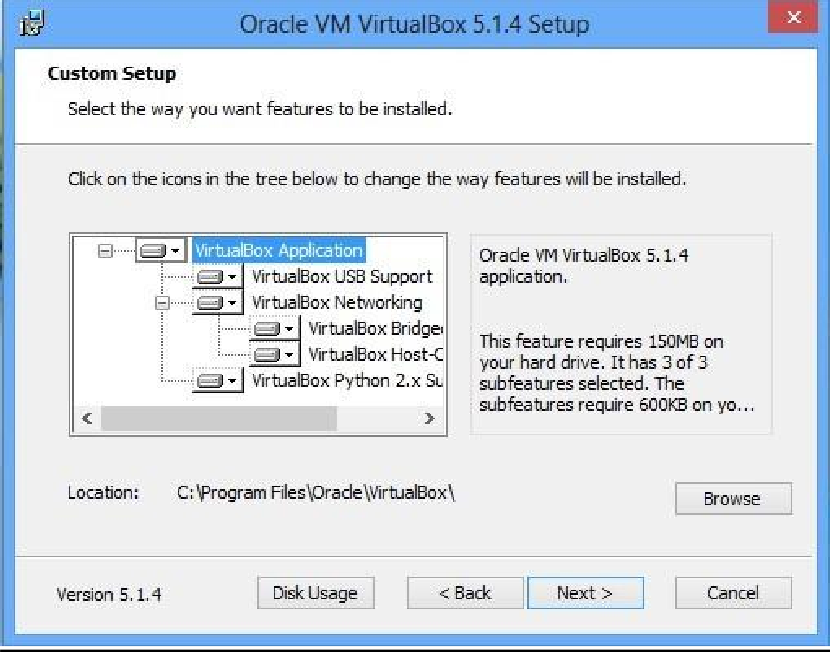 Oracle VM VirtualBox 5.1.4 Setup
Custom Setup
Select the way you want features to be installed.
Click on the icons in the tree below to change the way features will be installed.
VirtualBox Application
VirtualBox USB Support
VirtualBox Networking
VirtualBox Bridge
VirtualBox Host-C
VirtualBox Python 2.x Su
Oracle VM VirtualBox 5.1.4
application.
This feature requires 150MB on
your hard drive. It has 3 of 3
subfeatures selected. The
subfeatures require 600KB on yo...
Location: C:\Program Files\Oracle\VirtualBox\
Browse
Version 5.1.4
Disk Usage
< Back
Next >
Cancel